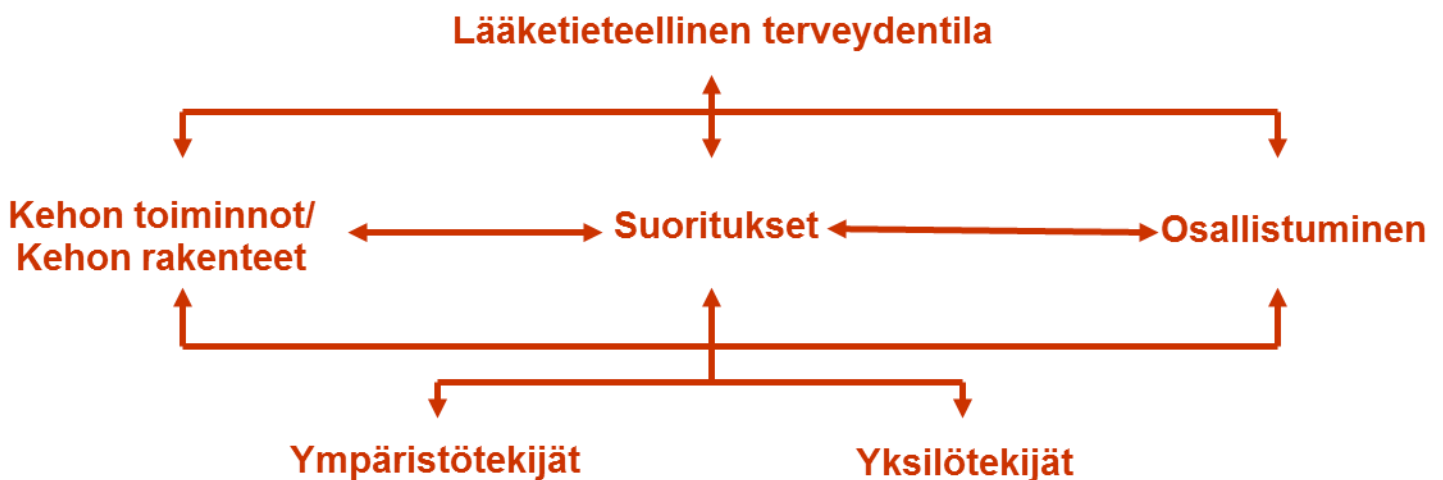 Lääketieteellinen terveydentila
Kehon toiminnot/
Kehon rakenteet
Suoritukset
Osallistuminen
Ympäristötekijät
Yksilötekijät